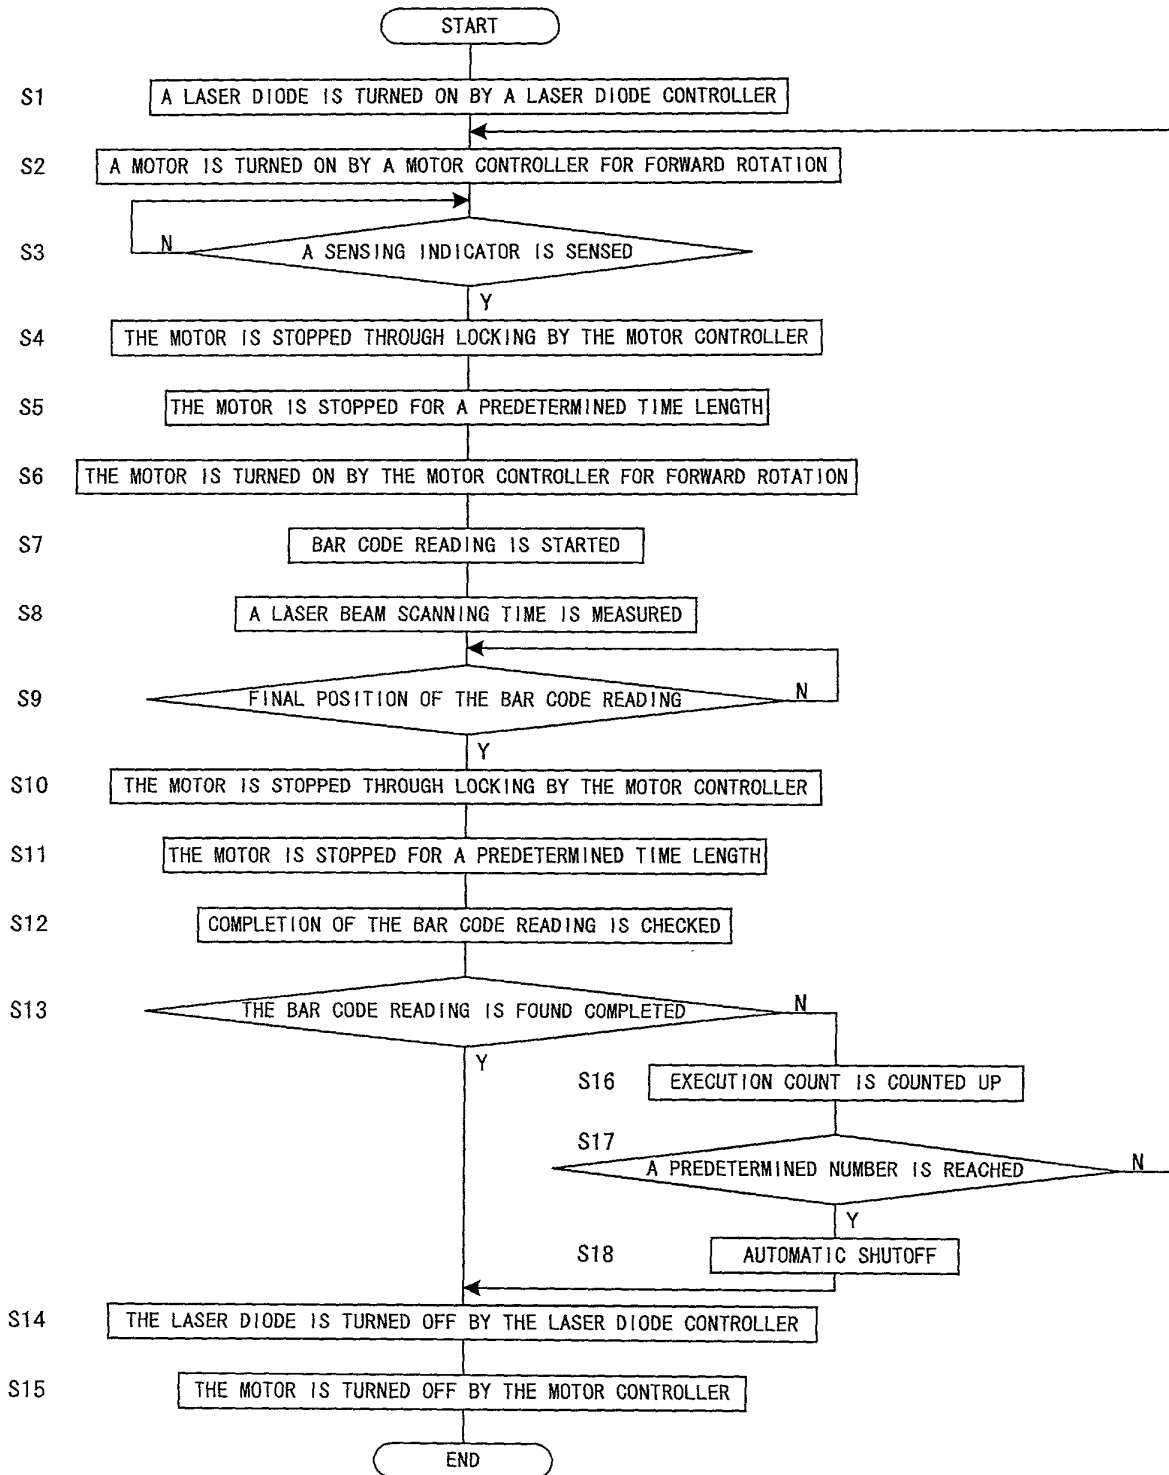 START
S1 A LASER DIODE IS TURNED ON BY A LASER DIODE CONTROLLER
S2 A MOTOR IS TURNED ON BY A MOTOR CONTROLLER FOR FORWARD ROTATION
N
S3 A SENSING INDICATOR IS SENSED
Y
S4 THE MOTOR IS STOPPED THROUGH LOCKING BY THE MOTOR CONTROLLER
S5 THE MOTOR IS STOPPED FOR A PREDETERMINED TIME LENGTH
S6 THE MOTOR IS TURNED ON BY THE MOTOR CONTROLLER FOR FORWARD ROTATION
S7 BAR CODE READING IS STARTED
S8 A LASER BEAM SCANNING TIME IS MEASURED
S9 FINAL POSITION OF THE BAR CODE READING N
Y
S10 THE MOTOR IS STOPPED THROUGH LOCKING BY THE MOTOR CONTROLLER
S11 THE MOTOR IS STOPPED FOR A PREDETERMINED TIME LENGTH
S12 COMPLETION OF THE BAR CODE READING IS CHECKED
S13 THE BAR CODE READING IS FOUND COMPLETED N
Y
S16 EXECUTION COUNT IS COUNTED UP
S17 A PREDETERMINED NUMBER IS REACHED N
Y
S18 AUTOMATIC SHUTOFF
S14 THE LASER DIODE IS TURNED OFF BY THE LASER DIODE CONTROLLER
S15 THE MOTOR IS TURNED OFF BY THE MOTOR CONTROLLER
END